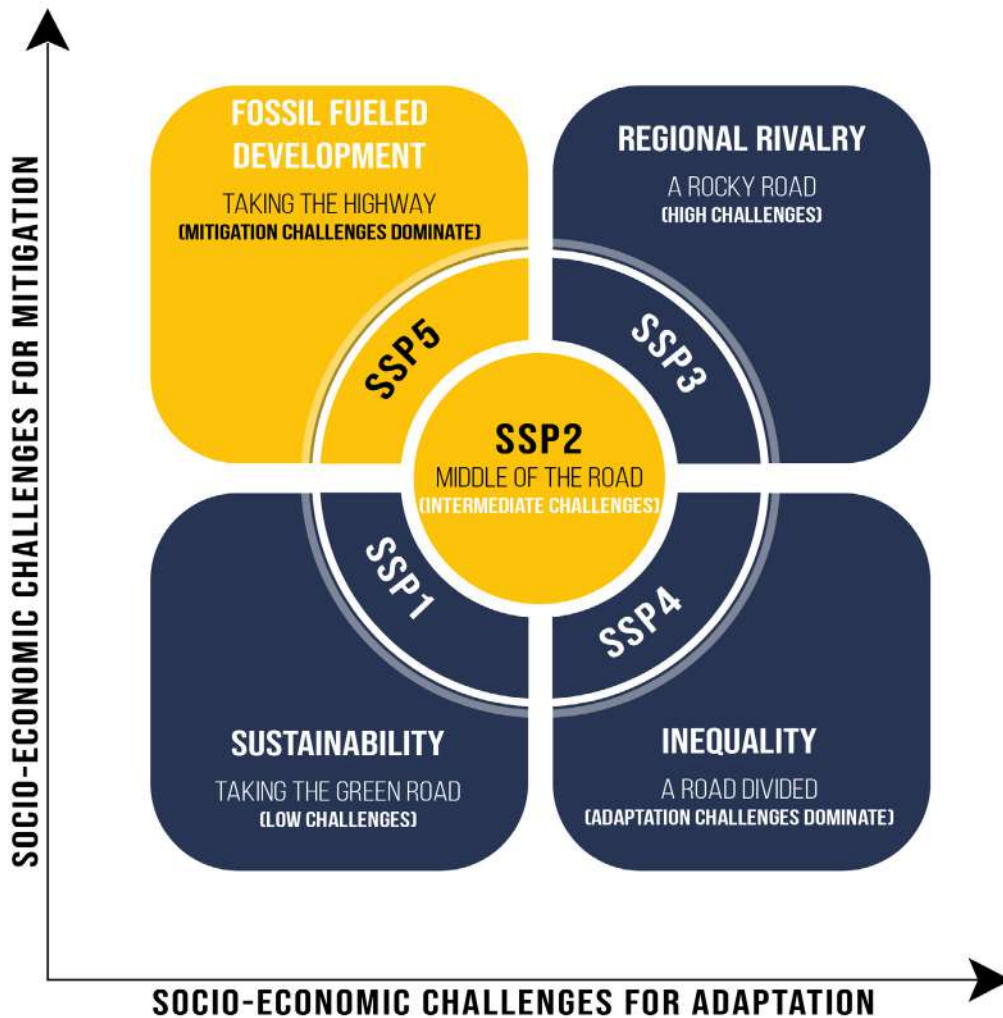 SOCIO-ECONOMIC CHALLENGES FOR MITIGATION
FOSSIL FUELED
DEVELOPMENT
TAKING THE HIGHWAY
(MITIGATION CHALLENGES DOMINATE)
SSP5
REGIONAL RIVALRY
A ROCKY ROAD
(HIGH CHALLENGES)
SSP3
SSP2
MIDDLE OF THE ROAD
(INTERMEDIATE CHALLENGES)
SSP1
SUSTAINABILITY
TAKING THE GREEN ROAD
(LOW CHALLENGES)
SSP4
INEQUALITY
A ROAD DIVIDED
(ADAPTATION CHALLENGES DOMINATE)
SOCIO-ECONOMIC CHALLENGES FOR ADAPTATION